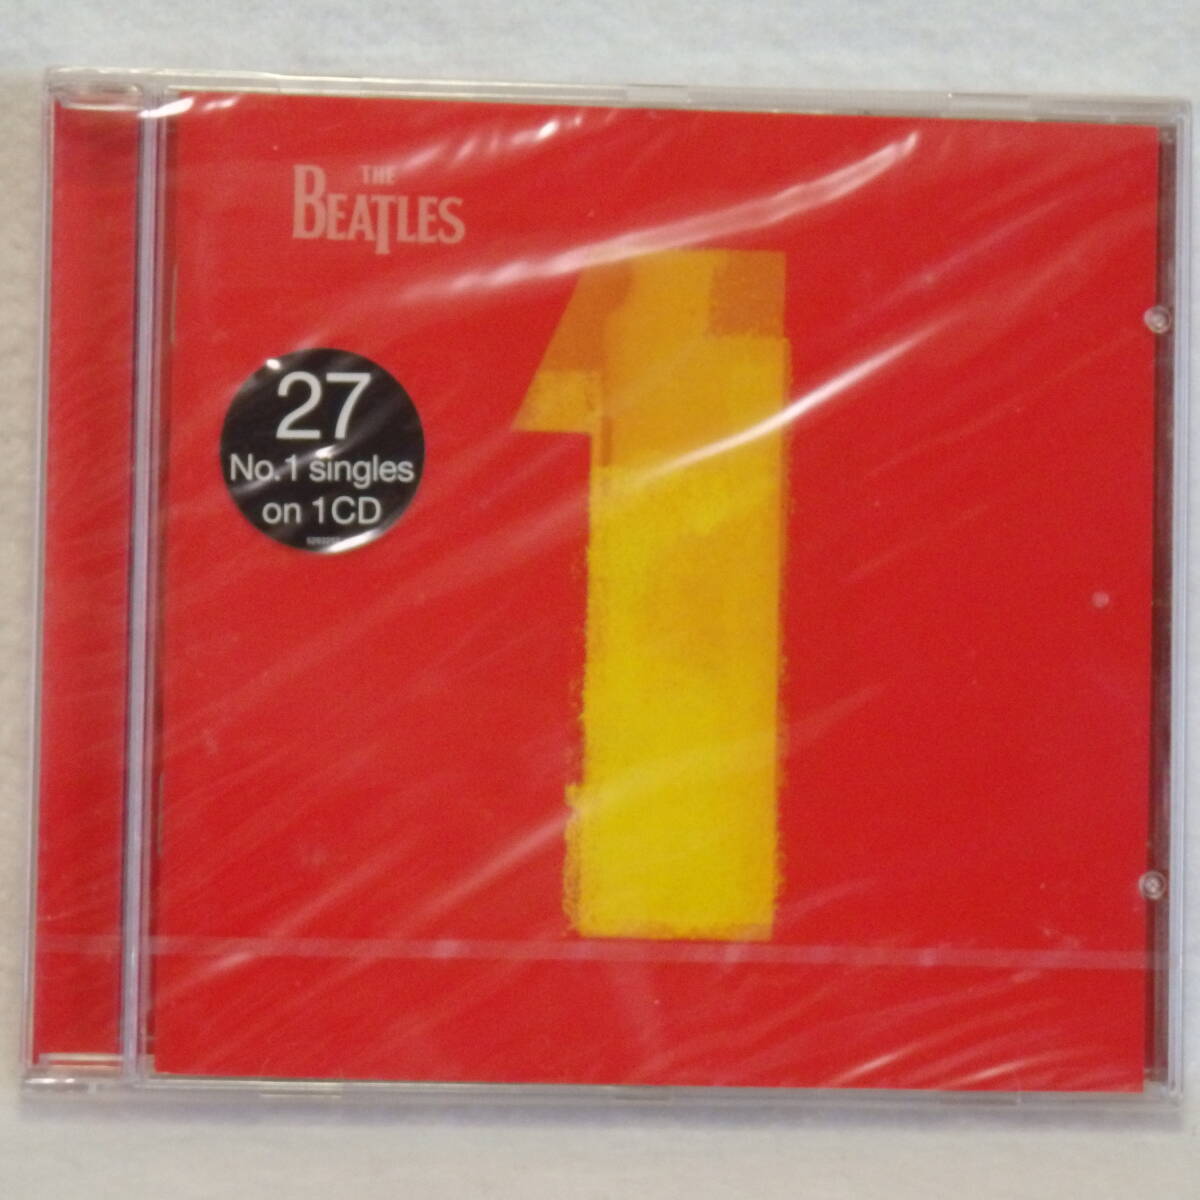 THE
BEATLES
1
27
No.1 singles
on 1CD